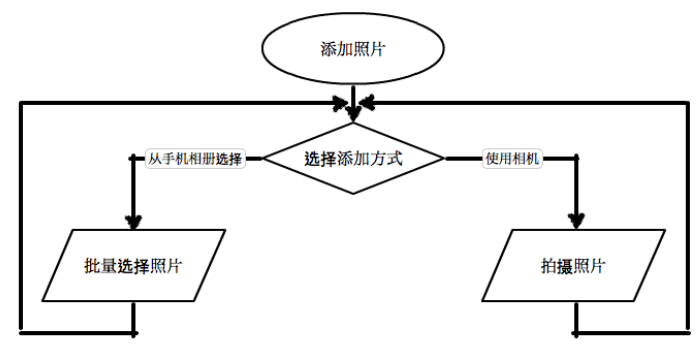 添加照片
从手机相册选择
选择添加方式
使用相机
批量选择照片
拍摄照片